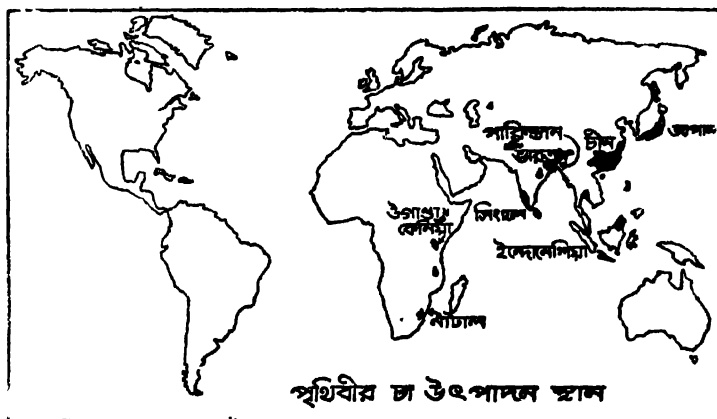 পাকিস্তান
ভারত
চীন
জাপান
উগাণ্ডা
কেনিয়া
সিংহল
ইন্দোনেশিয়া
নাটাল
পৃথিবীর চা উৎপাদন স্থান